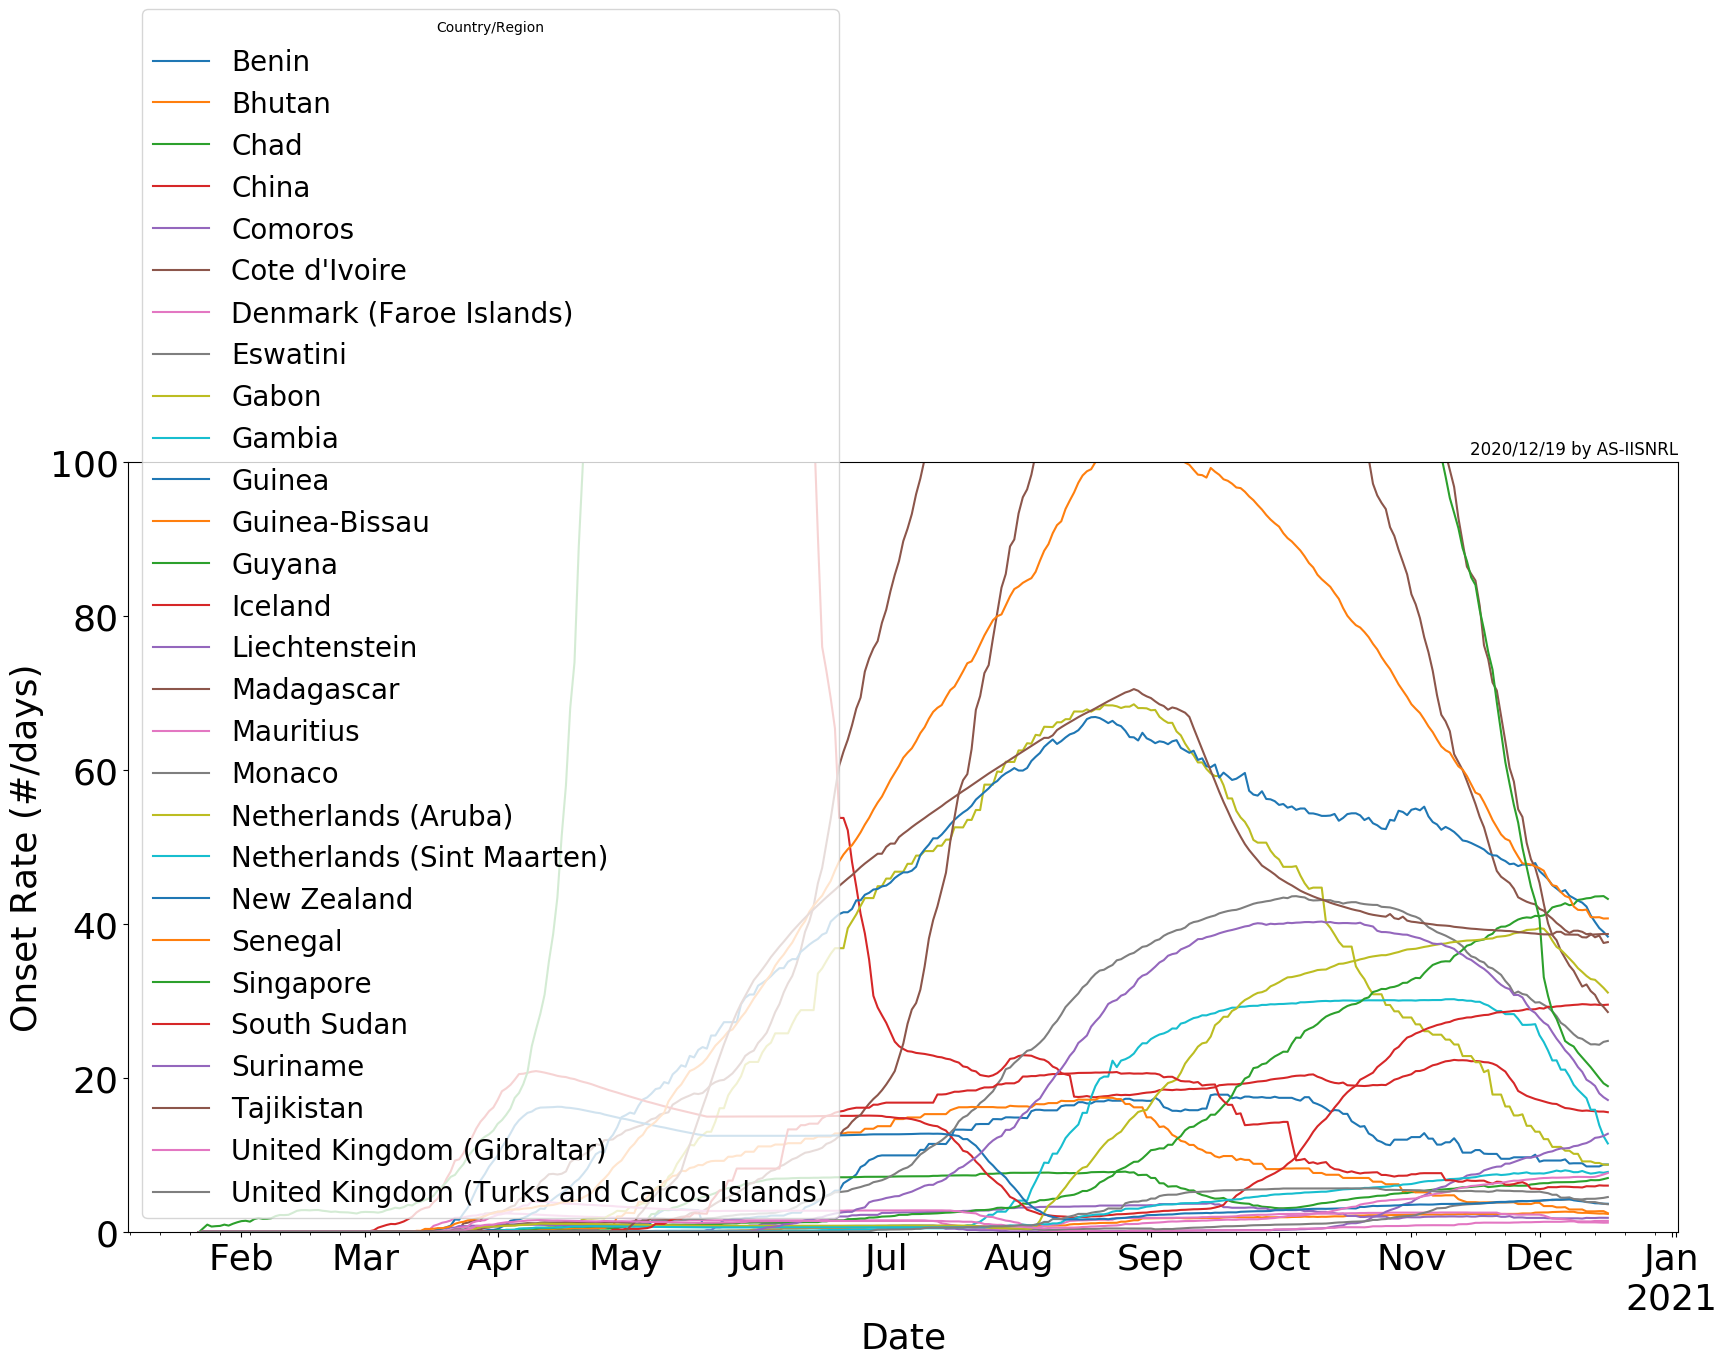 Country/Region
Benin
Bhutan
Chad
China
Comoros
Cote d'Ivoire
Denmark (Faroe Islands)
Eswatini
Gabon
Gambia
Guinea
Guinea-Bissau
Guyana
Iceland
Liechtenstein
Madagascar
Mauritius
Monaco
Netherlands (Aruba)
Netherlands (Sint Maarten)
New Zealand
Senegal
Singapore
South Sudan
Suriname
Tajikistan
United Kingdom (Gibraltar)
United Kingdom (Turks and Caicos Islands)
2020/12/19 by AS-IISNRL
Onset Rate (#/days)
100
80
60
40
20
0
Feb Mar Apr May Jun Jul Aug Sep Oct Nov Dec Jan
2021
Date